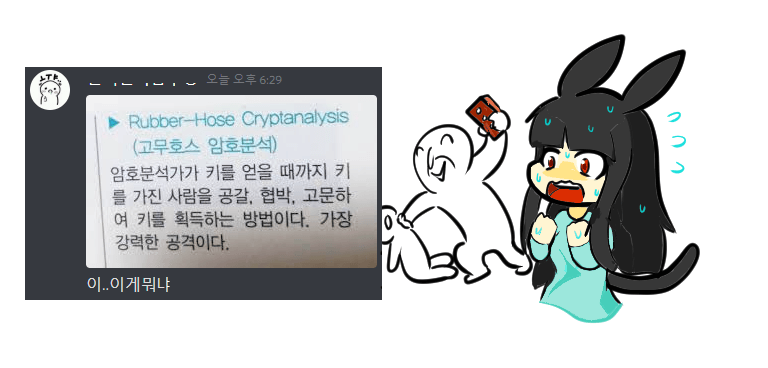 오늘 오후 6:29
▶ Rubber-Hose Cryptanalysis
(고무호스 암호분석)
암호분석가가 키를 얻을 때까지 키
를 가진 사람을 공갈, 협박, 고문하
여 키를 획득하는 방법이다. 가장
강력한 공격이다.
이..이게뭐냐